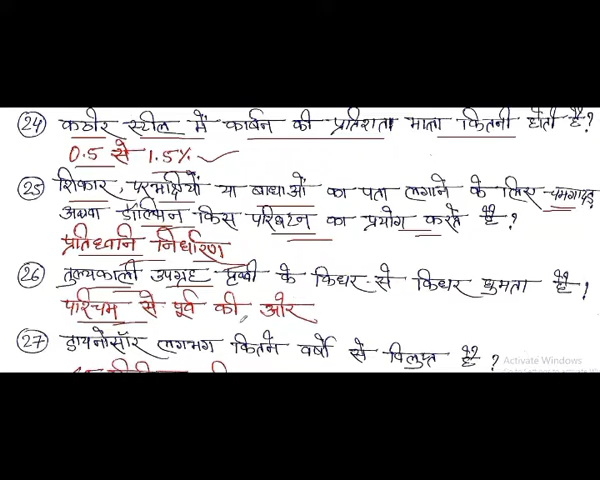 (24) कठोर स्टील में कार्बन की प्रतिशता माता कितनी होती है?
0.5 से 1.5%
(25) शिकार, परभक्षियों या बाधाओं का पता लगाने के लिए चमगादड़
अथवा डॉल्फिन किस परिघटन का प्रयोग करते है?
प्रतिध्वनि निर्धारण
(26) तुल्यकाली उपग्रह पृथ्वी के किधर से किधर घुमता है!
पश्चिम से पूर्व की ओर
(27) डायनोसॉर लगभग कितने वर्षो से विलुप्त है?
Activate Windows